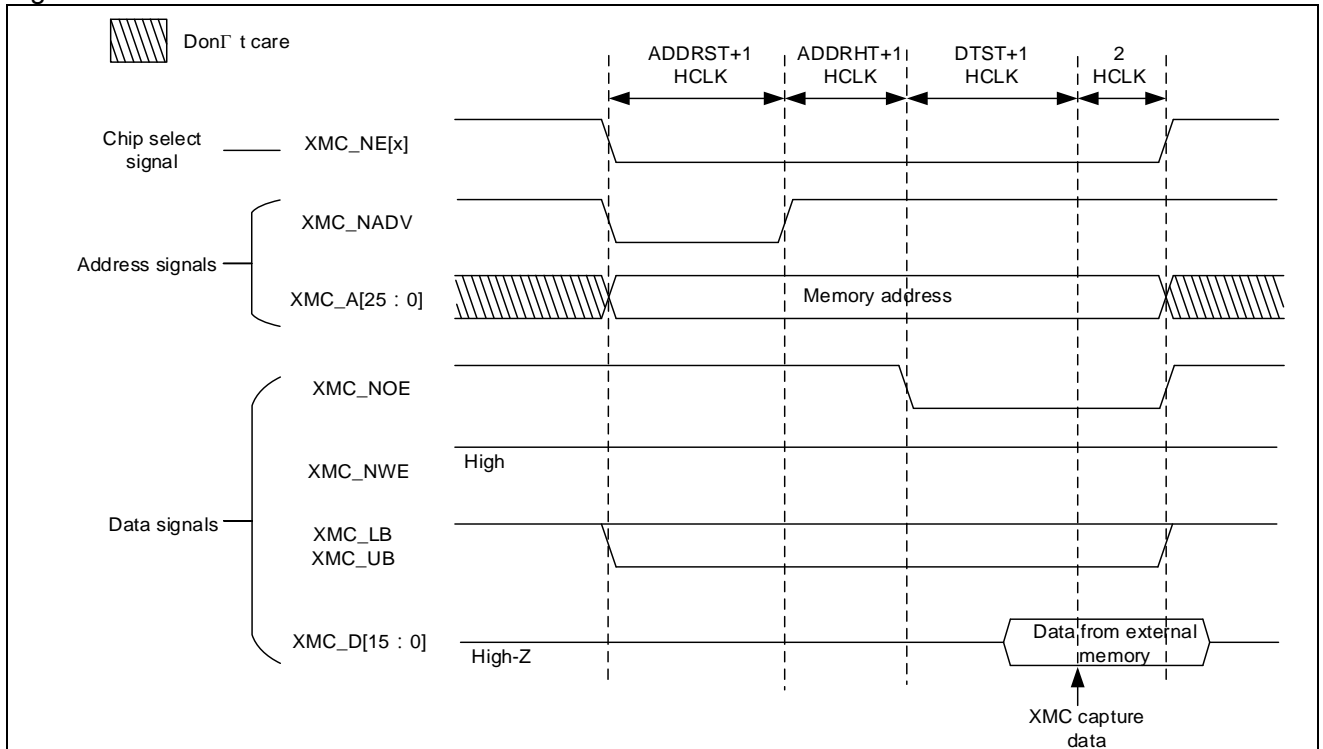 DonΓ t care
ADDRST+1
HCLK
ADDRHT+1
HCLK
DTST+1
HCLK
2
HCLK
Chip select
signal
XMC_NE[x]
XMC_NADV
Address signals
XMC_A[25：0]
Memory address
XMC_NOE
XMC_NWE
High
Data signals
XMC_LB
XMC_UB
XMC_D[15：0]
High-Z
Data from external
memory
XMC capture
data